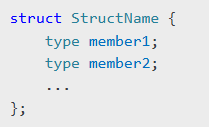 struct StructName {
    type member1;
    type member2;
    ...
};